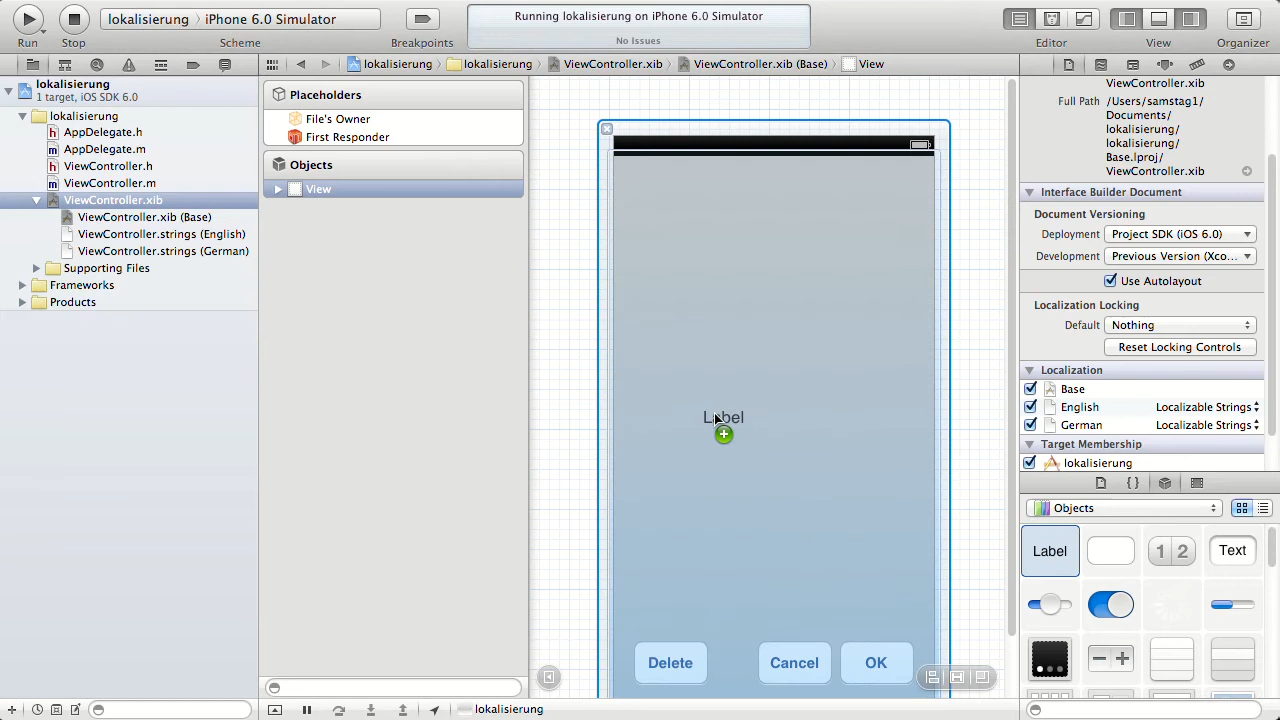 lokalisierung
iPhone 6.0 Simulator
Running lokalisierung on iPhone 6.0 Simulator
No Issues
Run
Stop
Scheme
Breakpoints
Editor
View
Organizer
lokalisierung
lokalisierung
ViewController.xib
ViewController.xib (Base)
View
lokalisierung
1 target, iOS SDK 6.0
lokalisierung
AppDelegate.h
AppDelegate.m
ViewController.h
ViewController.m
ViewController.xib
ViewController.xib (Base)
ViewController.strings (English)
ViewController.strings (German)
Supporting Files
Frameworks
Products
Placeholders
File's Owner
First Responder
Objects
View
Label
Delete
Cancel
OK
ViewController.xib
Full Path
/Users/samstag1/
Documents/
lokalisierung/
lokalisierung/
Base.lproj/
ViewController.xib
Interface Builder Document
Document Versioning
Deployment
Project SDK (iOS 6.0)
Development
Previous Version (Xco...
Use Autolayout
Localization Locking
Default
Nothing
Reset Locking Controls
Localization
Base
English
Localizable Strings
German
Localizable Strings
Target Membership
lokalisierung
Objects
Label
1 2
Text
lokalisierung